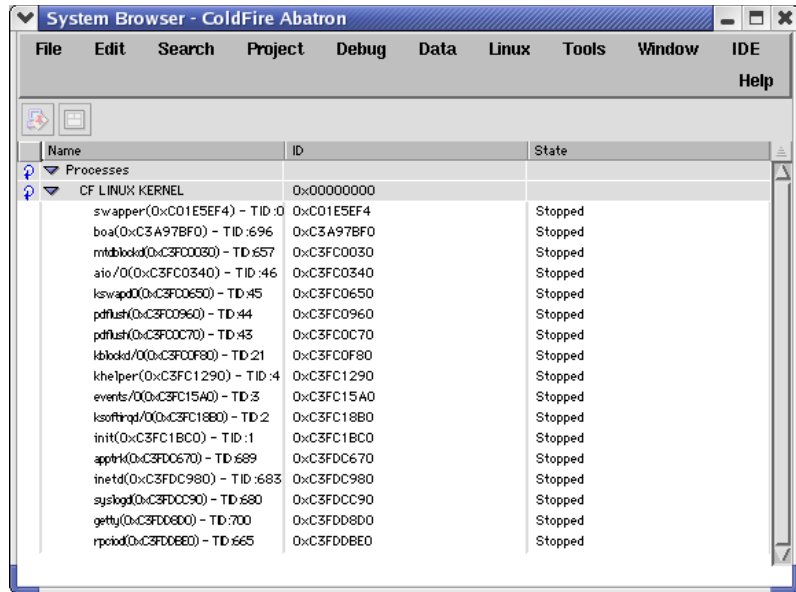 System Browser - ColdFire Abatron
File Edit Search Project Debug Data Linux Tools Window IDE
Help
Name ID State
Processes
CF LINUX KERNEL 0x00000000
swapper(0xC01E5EF4) - TID:0 0xC01E5EF4 Stopped
boa(0xC3A97BF0) - TID:696 0xC3A97BF0 Stopped
mtdblockd(0xC3FC0030) - TID:657 0xC3FC0030 Stopped
aio/0(0xC3FC0340) - TID:46 0xC3FC0340 Stopped
kswapd0(0xC3FC0650) - TID:45 0xC3FC0650 Stopped
pdflush(0xC3FC0960) - TID:44 0xC3FC0960 Stopped
pdflush(0xC3FC0C70) - TID:43 0xC3FC0C70 Stopped
kblockd/0(0xC3FC0F80) - TID:21 0xC3FC0F80 Stopped
khelper(0xC3FC1290) - TID:4 0xC3FC1290 Stopped
events/0(0xC3FC15A0) - TID:3 0xC3FC15A0 Stopped
ksoftirqd/0(0xC3FC18B0) - TID:2 0xC3FC18B0 Stopped
init(0xC3FC1BC0) - TID:1 0xC3FC1BC0 Stopped
apptrk(0xC3FDC670) - TID:689 0xC3FDC670 Stopped
inetd(0xC3FDC980) - TID:683 0xC3FDC980 Stopped
syslogd(0xC3FDCC90) - TID:680 0xC3FDCC90 Stopped
getty(0xC3FDD8D0) - TID:700 0xC3FDD8D0 Stopped
rpciod(0xC3FDDBE0) - TID:665 0xC3FDDBE0 Stopped